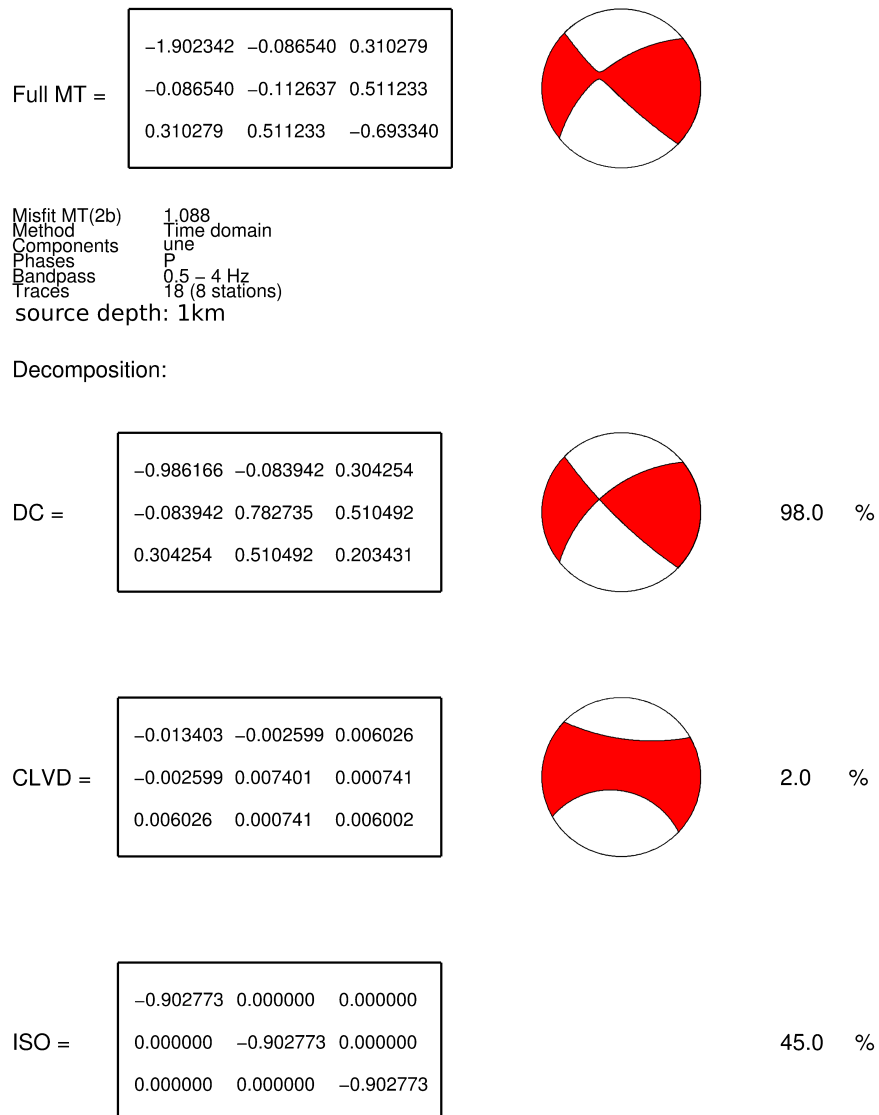 −1.902342 −0.086540 0.310279
Full MT = −0.086540 −0.112637 0.511233
0.310279 0.511233 −0.693340
Misfit MT(2b) 1.088
Method Time domain
Components une
Phases P
Bandpass 0.5 − 4 Hz
Traces 18 (8 stations)
source depth: 1km
Decomposition:
−0.986166 −0.083942 0.304254
DC = −0.083942 0.782735 0.510492 98.0 %
0.304254 0.510492 0.203431
−0.013403 −0.002599 0.006026
CLVD = −0.002599 0.007401 0.000741 2.0 %
0.006026 0.000741 0.006002
−0.902773 0.000000 0.000000
ISO = 0.000000 −0.902773 0.000000 45.0 %
0.000000 0.000000 −0.902773